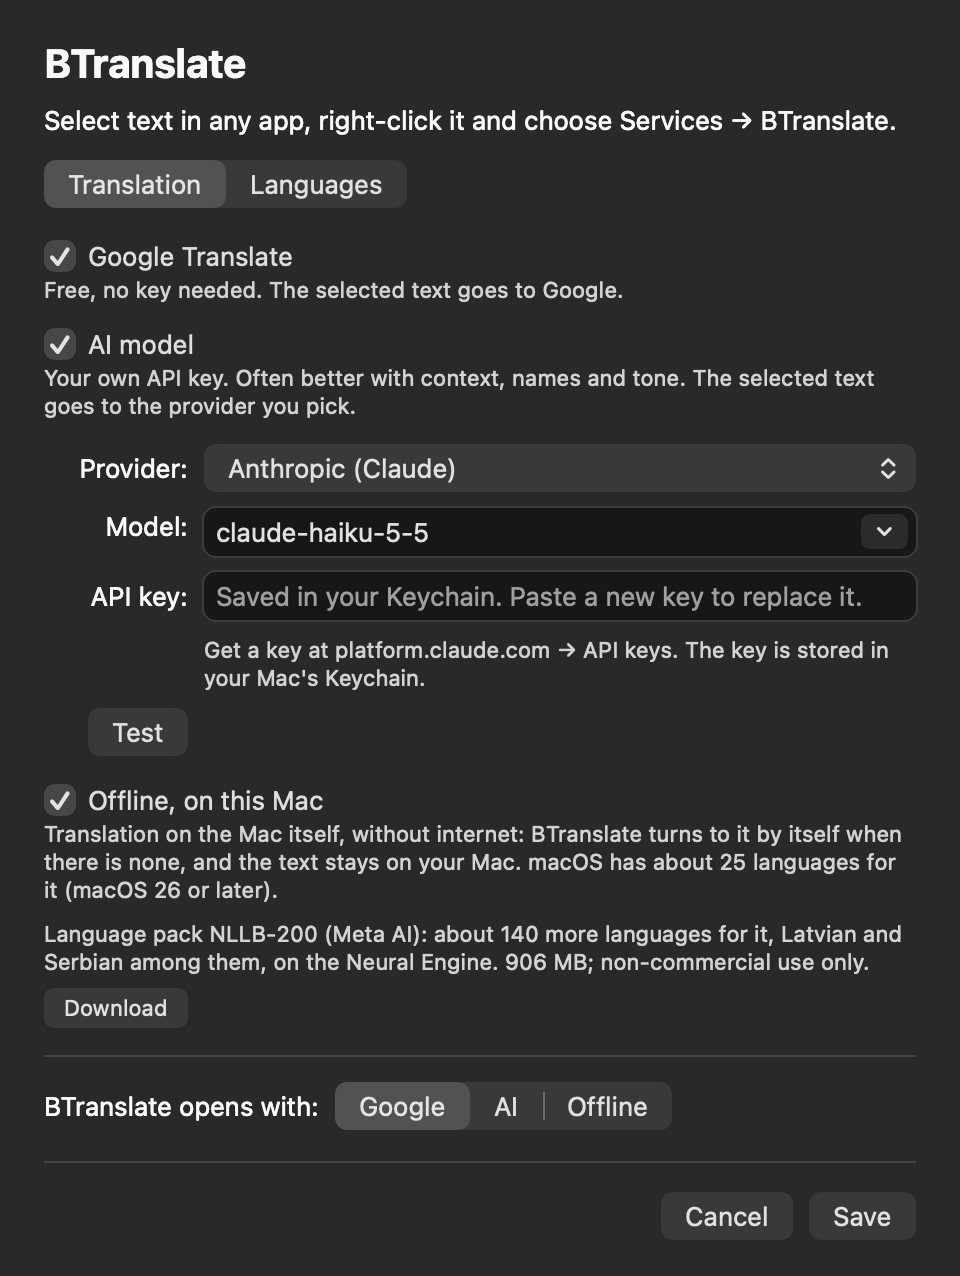 BTranslate
Select text in any app, right-click it and choose Services → BTranslate.
Translation Languages
Google Translate
Free, no key needed. The selected text goes to Google.
AI model
Your own API key. Often better with context, names and tone. The selected text
goes to the provider you pick.
Provider: Anthropic (Claude)
Model: claude-haiku-5-5
API key: Saved in your Keychain. Paste a new key to replace it.
Get a key at platform.claude.com → API keys. The key is stored in
your Mac's Keychain.
Test
Offline, on this Mac
Translation on the Mac itself, without internet: BTranslate turns to it by itself when
there is none, and the text stays on your Mac. macOS has about 25 languages for
it (macOS 26 or later).
Language pack NLLB-200 (Meta AI): about 140 more languages for it, Latvian and
Serbian among them, on the Neural Engine. 906 MB; non-commercial use only.
Download
BTranslate opens with: Google AI Offline
Cancel Save